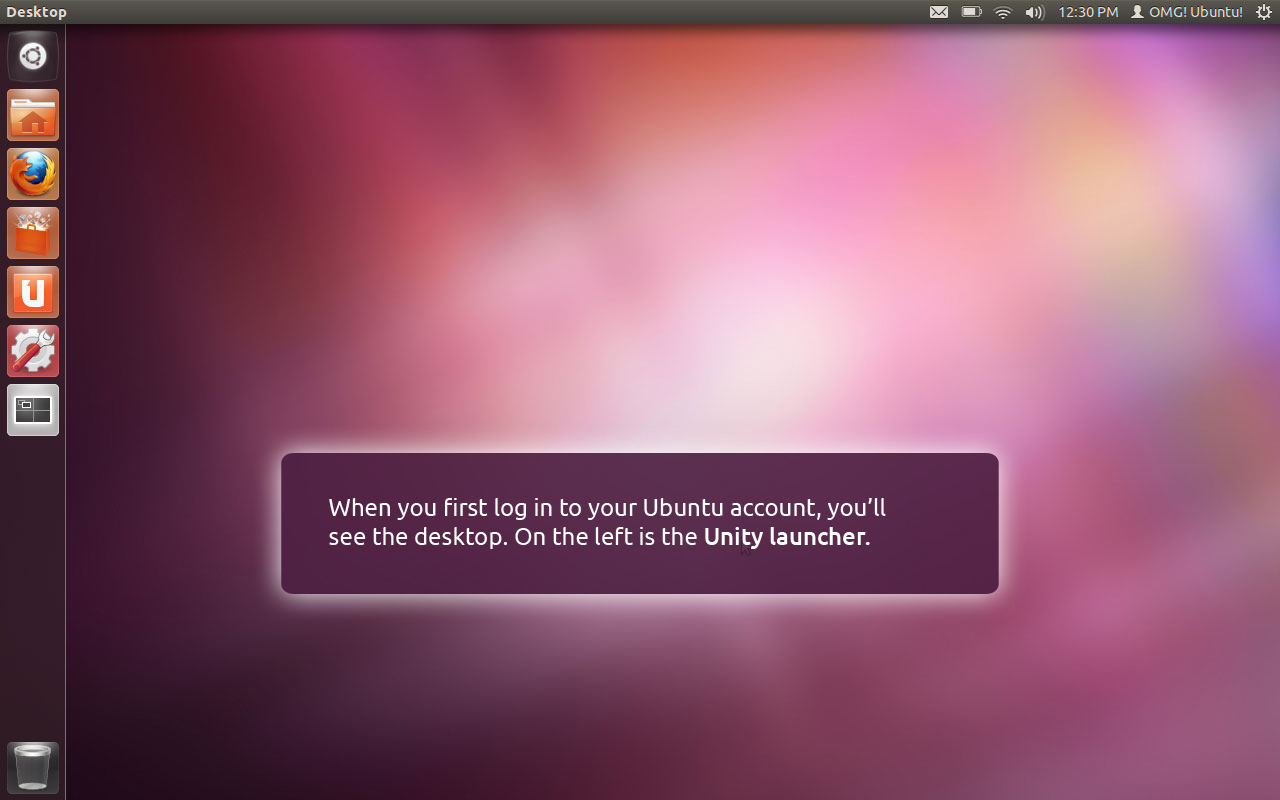 Desktop
12:30 PM OMG! Ubuntu!
When you first log in to your Ubuntu account, you’ll
see the desktop. On the left is the Unity launcher.